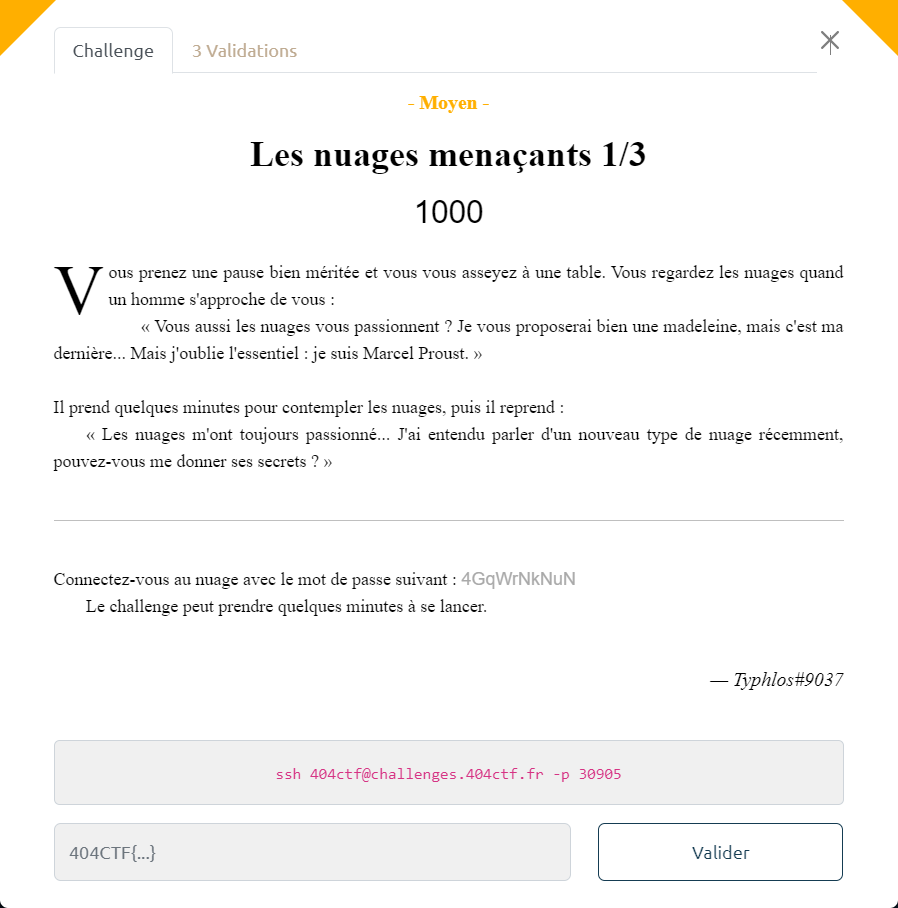 Challenge
3 Validations
- Moyen -
Les nuages menaçants 1/3
1000
Vous prenez une pause bien méritée et vous vous asseyez à une table. Vous regardez les nuages quand
un homme s'approche de vous :
« Vous aussi les nuages vous passionnent ? Je vous proposerai bien une madeleine, mais c'est ma
dernière... Mais j'oublie l'essentiel : je suis Marcel Proust. »
Il prend quelques minutes pour contempler les nuages, puis il reprend :
« Les nuages m'ont toujours passionné... J'ai entendu parler d'un nouveau type de nuage récemment,
pouvez-vous me donner ses secrets ? »
Connectez-vous au nuage avec le mot de passe suivant : 4GqWrNkNuN
Le challenge peut prendre quelques minutes à se lancer.
— Typhlos#9037
ssh 404ctf@challenges.404ctf.fr -p 30905
404CTF{...}
Valider